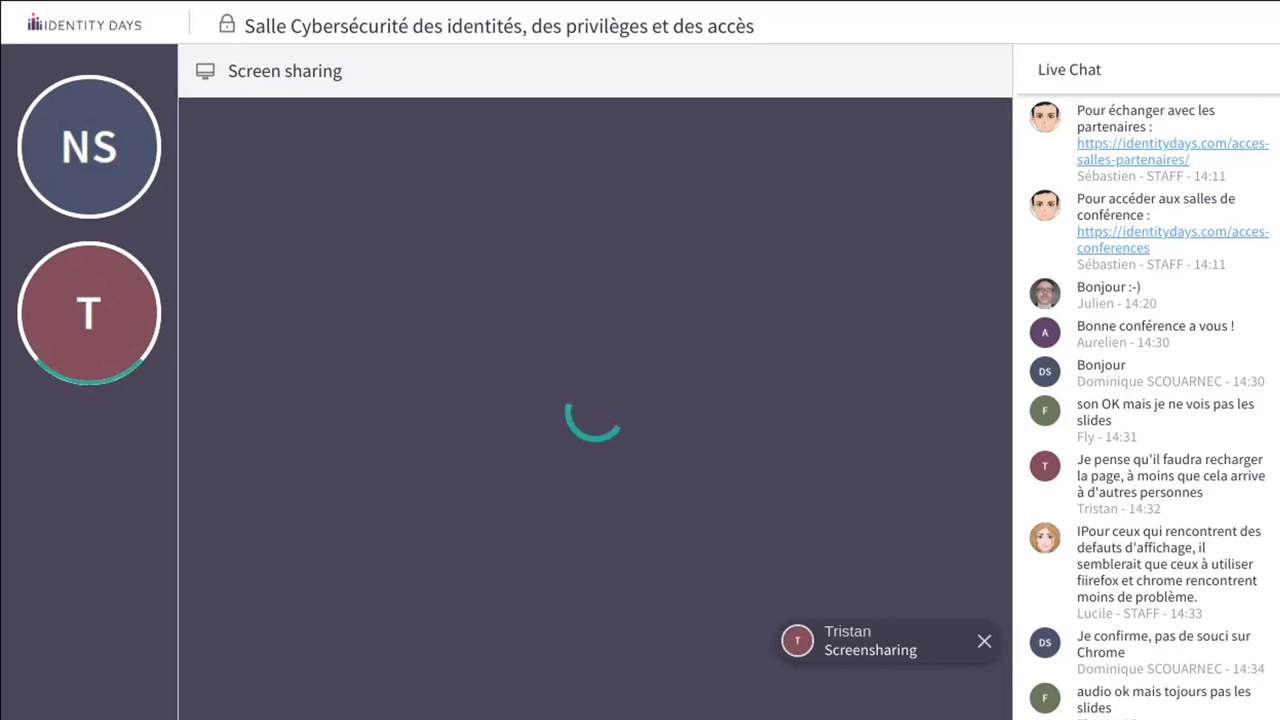 IDENTITY DAYS
Salle Cybersécurité des identités, des privilèges et des accès
NS
T
Screen sharing
Tristan
T
Screensharing
Live Chat
Pour échanger avec les
partenaires :
https://identitydays.com/acces-
salles-partenaires/
Sébastien - STAFF - 14:11
Pour accéder aux salles de
conférence :
https://identitydays.com/acces-
conferences
Sébastien - STAFF - 14:11
Bonjour :-)
Julien - 14:20
A
Bonne conférence a vous !
Aurelien - 14:30
DS
Bonjour
Dominique SCOUARNEC - 14:30
F
son OK mais je ne vois pas les
slides
Fly - 14:31
T
Je pense qu'il faudra recharger
la page, à moins que cela arrive
à d'autres personnes
Tristan - 14:32
IPour ceux qui rencontrent des
defauts d'affichage, il
semblerait que ceux à utiliser
fiirefox et chrome rencontrent
moins de problème.
Lucile - STAFF - 14:33
DS
Je confirme, pas de souci sur
Chrome
Dominique SCOUARNEC - 14:34
F
audio ok mais tojours pas les
slides